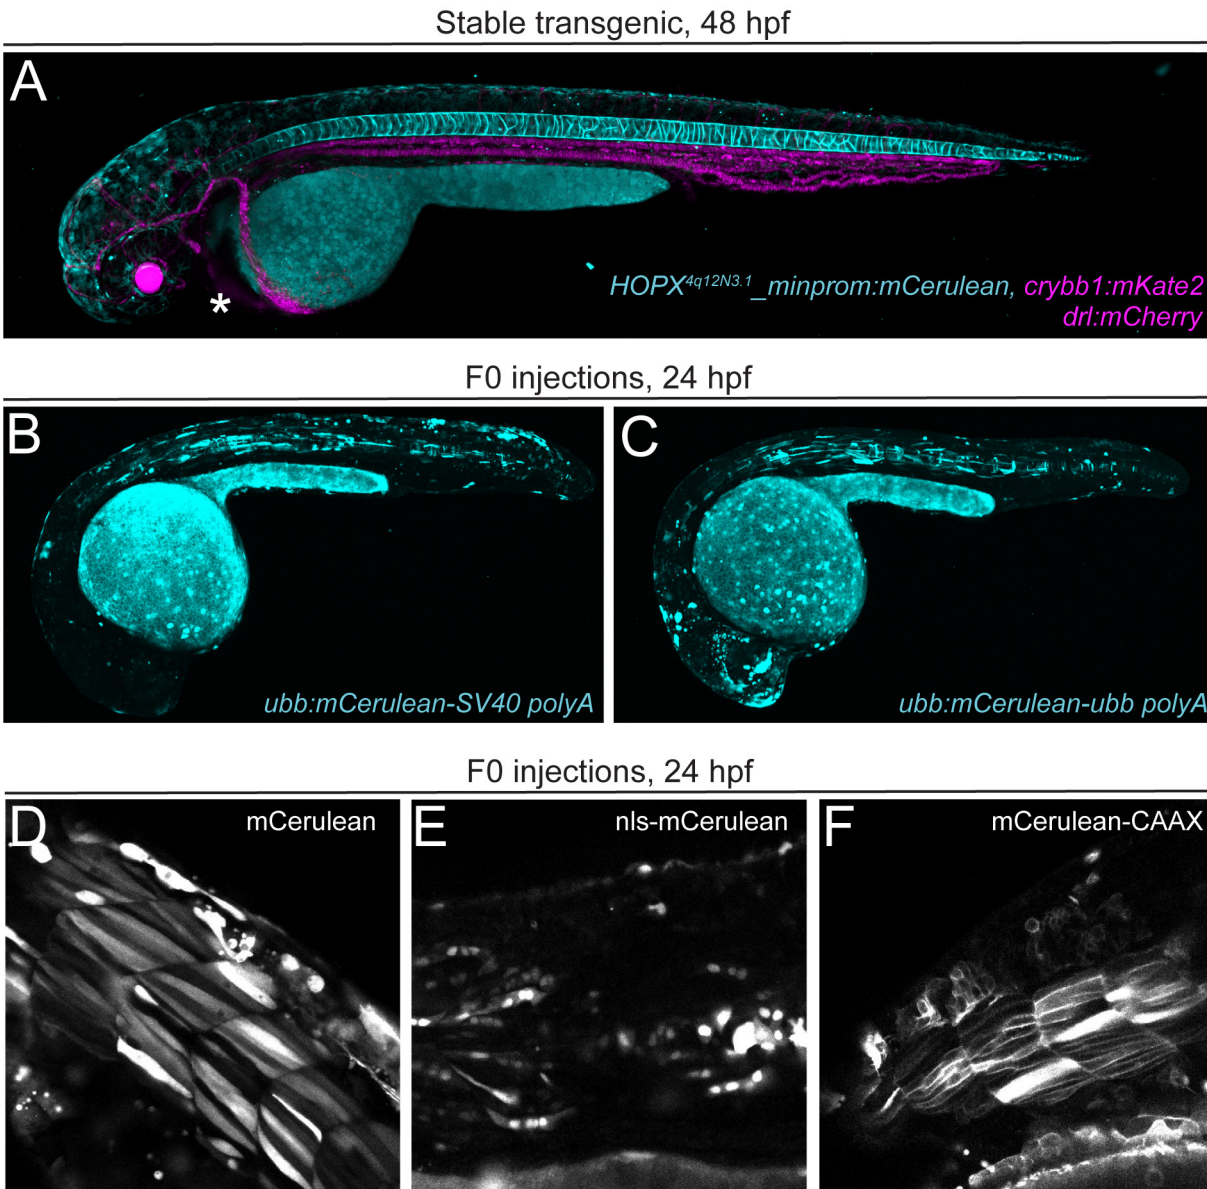 Stable transgenic, 48 hpf
A
*
HOPX4q12N3.1_minprom:mCerulean, crybb1:mKate2
drl:mCherry
F0 injections, 24 hpf
B
ubb:mCerulean-SV40 polyA
C
ubb:mCerulean-ubb polyA
F0 injections, 24 hpf
D
mCerulean
E
nls-mCerulean
F
mCerulean-CAAX